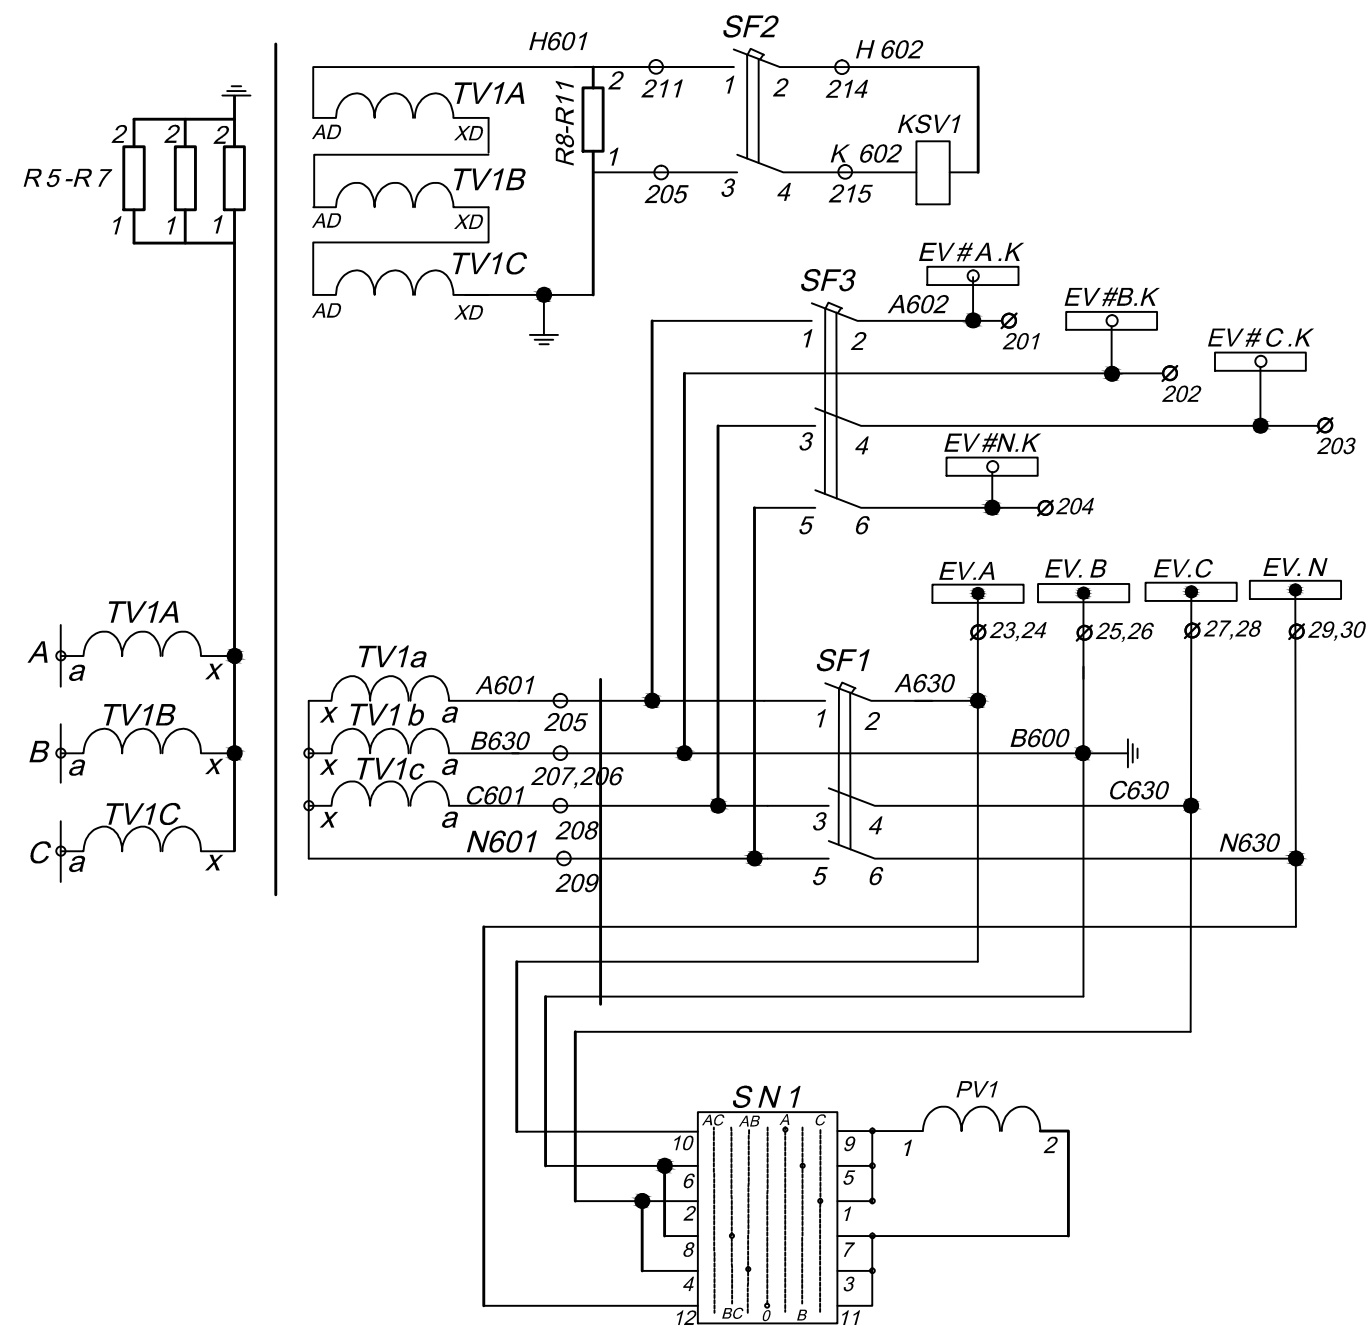 SF2
H601
H 602
2
1
2
211
214
TV1A
AD
XD
R8-R11
KSV1
K 602
1
205
3
4
215
2
2
2
R5-R7
1
1
1
TV1B
AD
XD
TV1C
AD
XD
EV#A.K
SF3
A602
EV#B.K
1
2
201
EV#C.K
202
3
4
EV#N.K
203
5
6
204
EV.A
EV.B
EV.C
EV.N
23,24
25,26
27,28
29,30
TV1A
A
a
x
TV1B
B
a
x
TV1C
C
a
x
TV1a
A601
SF1
A630
x
a
205
1
2
TV1b
B630
B600
x
a
207,206
TV1c
C601
C630
x
a
208
3
4
N601
N630
209
5
6
SN1
PV1
AC
AB
A
C
10
9
1
2
6
5
2
1
8
7
4
3
12
BC
0
B
11